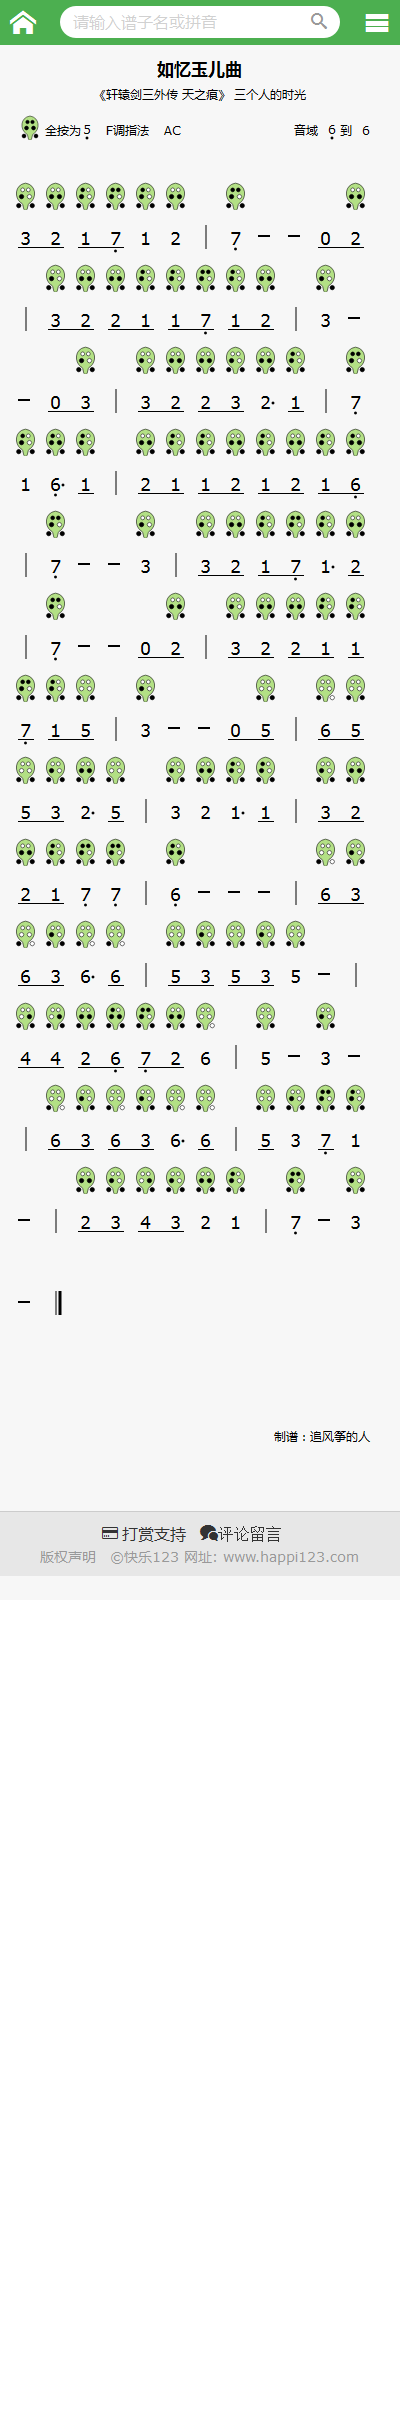 请输入谱子名或拼音
如忆玉儿曲
《轩辕剑三外传 天之痕》 三个人的时光
全按为 5̣ F调指法 AC 音域 6̣ 到 6
3 2 1 7̣ 1 2 | 7̣ - - 0 2
| 3 2 2 1 1 7̣ 1 2 | 3 -
- 0 3 | 3 2 2 3 2· 1 | 7̣
1 6̣· 1 | 2 1 1 2 1 2 1 6̣
| 7̣ - - 3 | 3 2 1 7̣ 1· 2
| 7̣ - - 0 2 | 3 2 2 1 1
7̣ 1 5 | 3 - - 0 5 | 6 5
5 3 2· 5 | 3 2 1· 1 | 3 2
2 1 7̣ 7̣ | 6̣ - - - | 6 3
6 3 6· 6 | 5 3 5 3 5 - |
4 4 2 6̣ 7̣ 2 6 | 5 - 3 -
| 6 3 6 3 6· 6 | 5 3 7̣ 1
- | 2 3 4 3 2 1 | 7̣ - 3
- ‖
制谱：追风筝的人
打赏支持 评论留言
版权声明 ©快乐123 网址: www.happi123.com